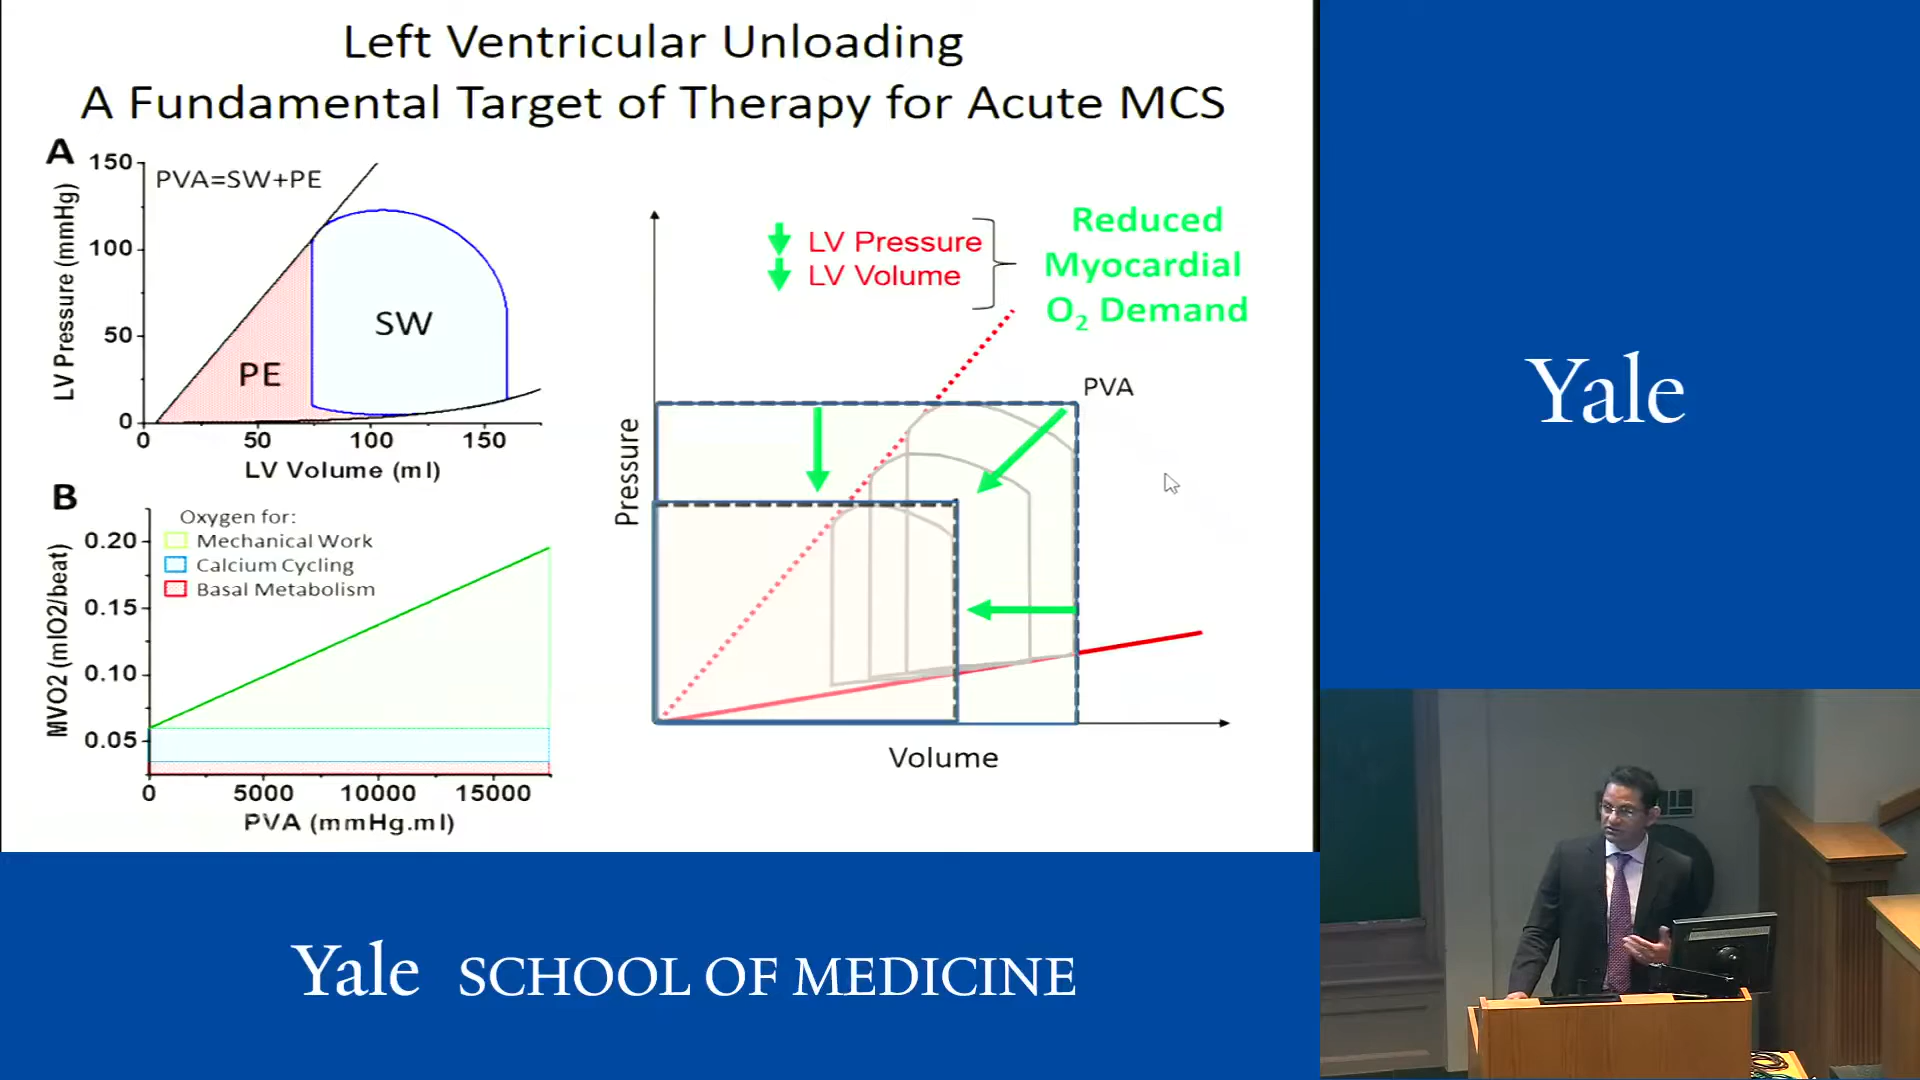 Left Ventricular Unloading
A Fundamental Target of Therapy for Acute MCS
A
PVA=SW+PE
LV Pressure (mmHg)
150
100
50
0
SW
PE
0 50 100 150
LV Volume (ml)
B
Oxygen for:
Mechanical Work
Calcium Cycling
Basal Metabolism
MVO2 (mlO2/beat)
0.20
0.15
0.10
0.05
0 5000 10000 15000
PVA (mmHg.ml)
LV Pressure
LV Volume
Reduced
Myocardial
O₂ Demand
PVA
Pressure
Volume
Yale
Yale SCHOOL OF MEDICINE